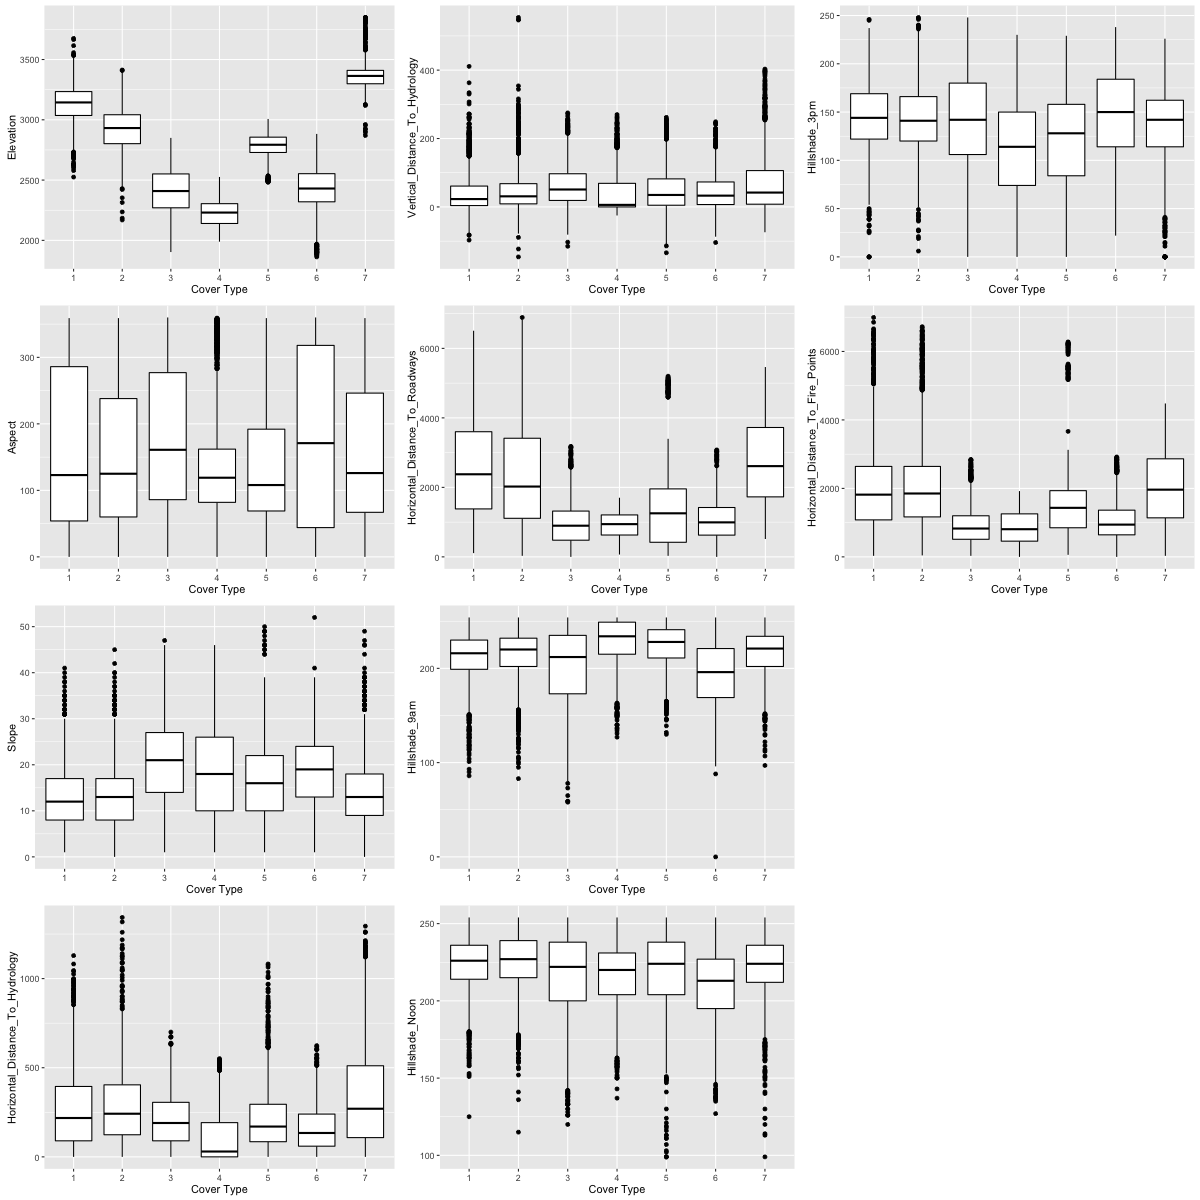 3500
3000
2500
2000
Elevation
1 2 3 4 5 6 7
Cover Type
400
200
0
Vertical_Distance_To_Hydrology
1 2 3 4 5 6 7
Cover Type
250
200
150
100
50
0
Hillshade_3pm
1 2 3 4 5 6 7
Cover Type
300
200
100
0
Aspect
1 2 3 4 5 6 7
Cover Type
6000
4000
2000
0
Horizontal_Distance_To_Roadways
1 2 3 4 5 6 7
Cover Type
6000
4000
2000
0
Horizontal_Distance_To_Fire_Points
1 2 3 4 5 6 7
Cover Type
50
40
30
20
10
0
Slope
1 2 3 4 5 6 7
Cover Type
200
100
0
Hillshade_9am
1 2 3 4 5 6 7
Cover Type
1000
500
0
Horizontal_Distance_To_Hydrology
1 2 3 4 5 6 7
Cover Type
250
200
150
100
Hillshade_Noon
1 2 3 4 5 6 7
Cover Type